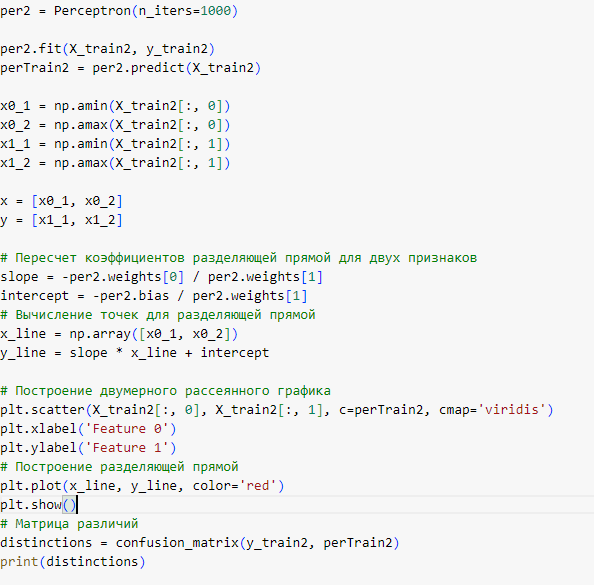 per2 = Perceptron(n_iters=1000)
per2.fit(X_train2, y_train2)
perTrain2 = per2.predict(X_train2)
x0_1 = np.amin(X_train2[:, 0])
x0_2 = np.amax(X_train2[:, 0])
x1_1 = np.amin(X_train2[:, 1])
x1_2 = np.amax(X_train2[:, 1])
x = [x0_1, x0_2]
y = [x1_1, x1_2]
# Пересчет коэффициентов разделяющей прямой для двух признаков
slope = -per2.weights[0] / per2.weights[1]
intercept = -per2.bias / per2.weights[1]
# Вычисление точек для разделяющей прямой
x_line = np.array([x0_1, x0_2])
y_line = slope * x_line + intercept
# Построение двумерного рассеянного графика
plt.scatter(X_train2[:, 0], X_train2[:, 1], c=perTrain2, cmap='viridis')
plt.xlabel('Feature 0')
plt.ylabel('Feature 1')
# Построение разделяющей прямой
plt.plot(x_line, y_line, color='red')
plt.show()
# Матрица различий
distinctions = confusion_matrix(y_train2, perTrain2)
print(distinctions)